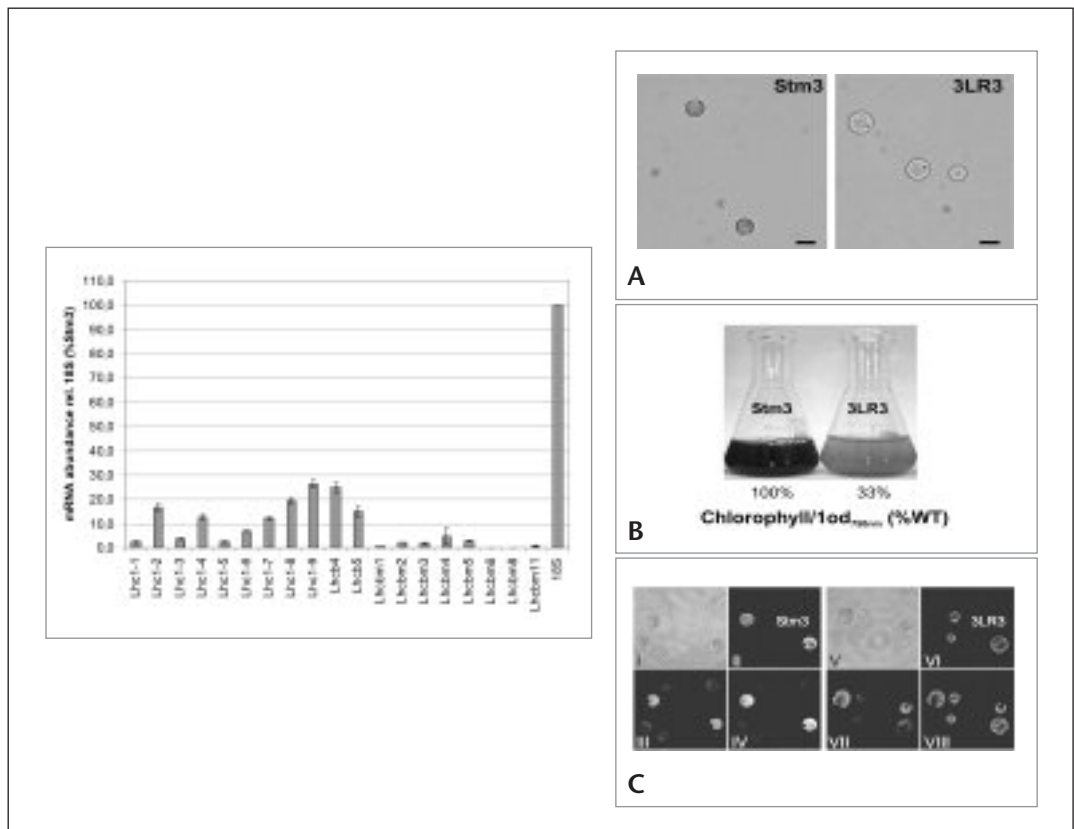 mRNA abundance rel. 18S (%Stm3)
110,0
100,0
90,0
80,0
70,0
60,0
50,0
40,0
30,0
20,0
10,0
0,0
Lhc1-1
Lhc1-2
Lhc1-3
Lhc1-4
Lhc1-5
Lhc1-6
Lhc1-7
Lhc1-8
Lhc1-9
Lhcb4
Lhcb5
Lhcbm1
Lhcbm2
Lhcbm3
Lhcbm4
Lhcbm5
Lhcbm11
18S
Stm3 3LR3
A
Stm3 3LR3
100% 33%
Chlorophyll/1od (%WT)
B
I II Stm3 V VI 3LR3
III IV VII VIII
C